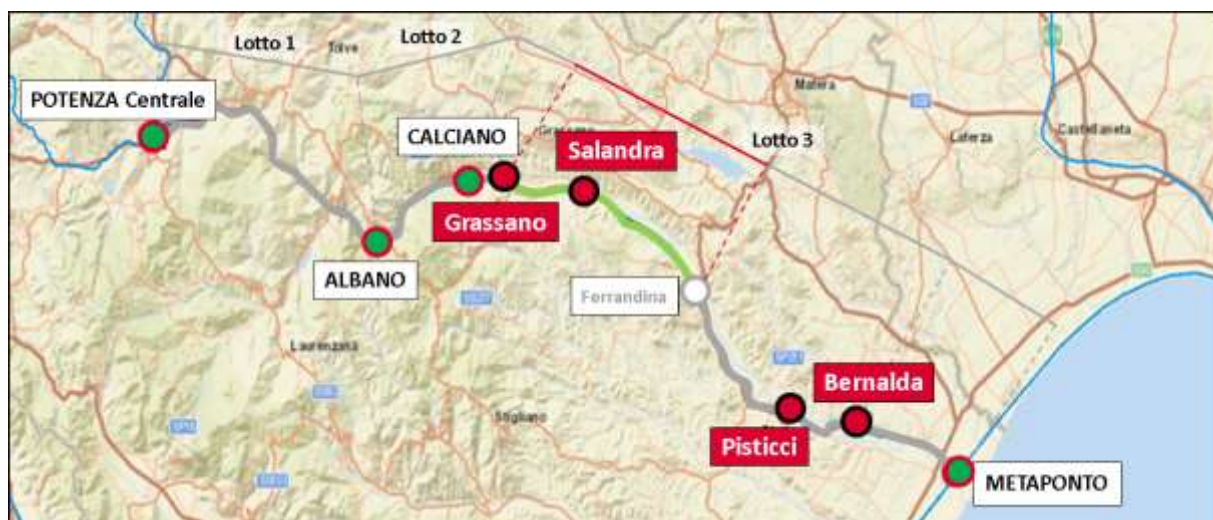 Lotto 1
Tolve
Lotto 2
POTENZA Centrale
Matera
CALCIANO
Salandra
Lotto 3
Laterza
Castellaneta
Grassano
ALBANO
Ferrandina
Laurenzana
Bernalda
Stigliano
Pisticci
METAPONTO